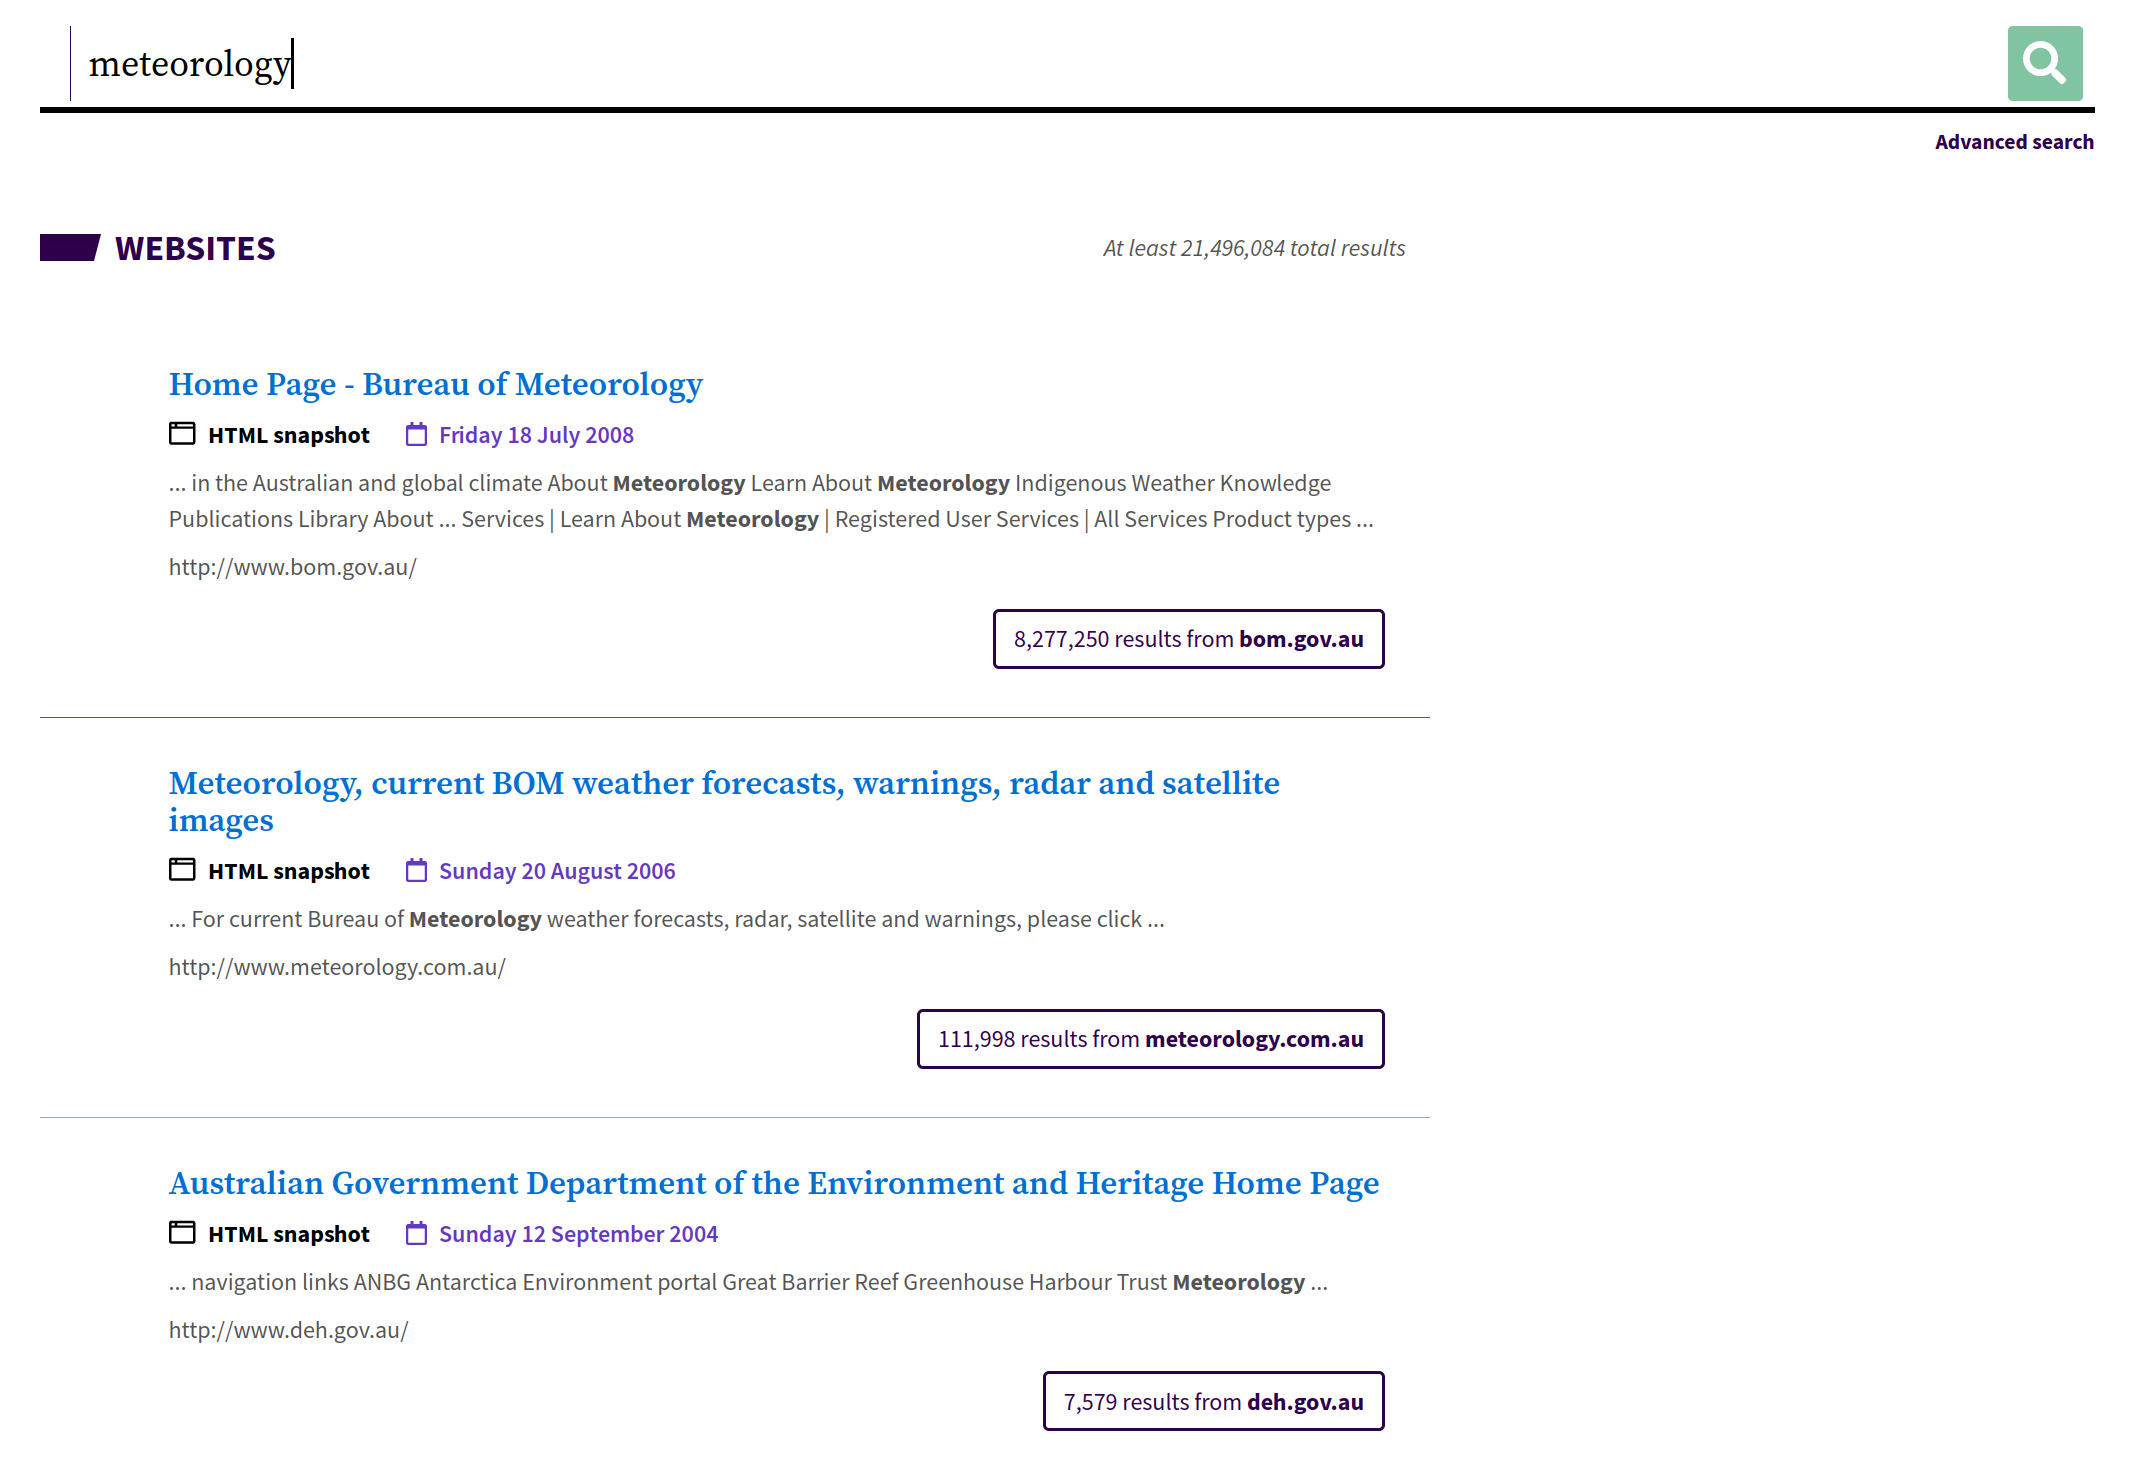 meteorology
Advanced search
WEBSITES
At least 21,496,084 total results
Home Page - Bureau of Meteorology
HTML snapshot Friday 18 July 2008
... in the Australian and global climate About Meteorology Learn About Meteorology Indigenous Weather Knowledge
Publications Library About ... Services | Learn About Meteorology | Registered User Services | All Services Product types ...
http://www.bom.gov.au/
8,277,250 results from bom.gov.au
Meteorology, current BOM weather forecasts, warnings, radar and satellite
images
HTML snapshot Sunday 20 August 2006
... For current Bureau of Meteorology weather forecasts, radar, satellite and warnings, please click ...
http://www.meteorology.com.au/
111,998 results from meteorology.com.au
Australian Government Department of the Environment and Heritage Home Page
HTML snapshot Sunday 12 September 2004
... navigation links ANBG Antarctica Environment portal Great Barrier Reef Greenhouse Harbour Trust Meteorology ...
http://www.deh.gov.au/
7,579 results from deh.gov.au